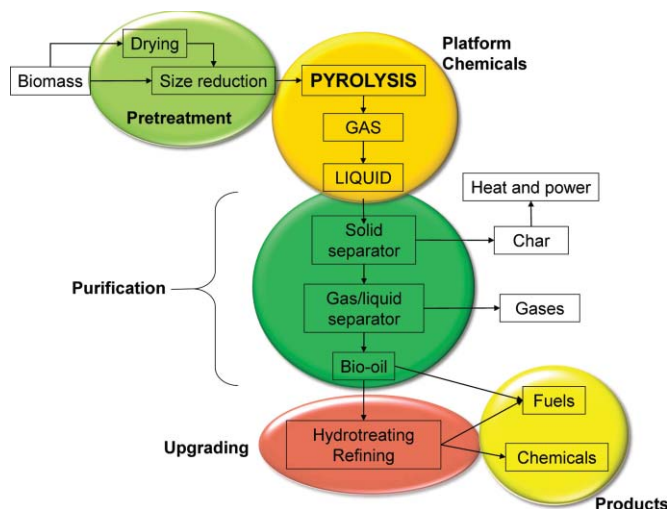 Drying
Biomass
Size reduction
Pretreatment
Platform
Chemicals
PYROLYSIS
GAS
LIQUID
Heat and power
Solid
separator
Char
Purification
Gas/liquid
separator
Gases
Bio-oil
Fuels
Upgrading
Hydrotreating
Refining
Chemicals
Products